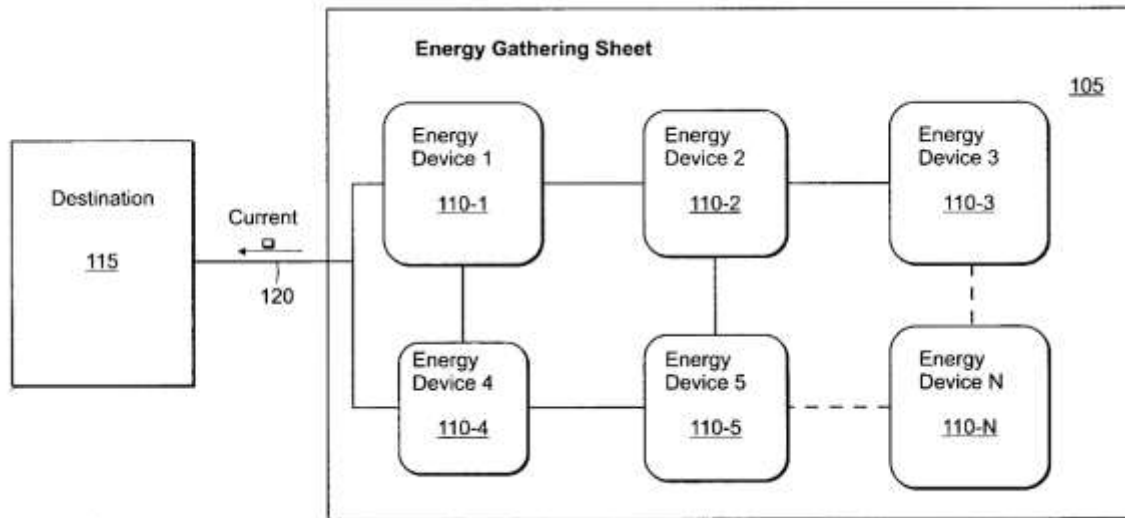 Energy Gathering Sheet
105
Energy
Device 1
110-1
Energy
Device 2
110-2
Energy
Device 3
110-3
Destination
115
Current
120
Energy
Device 4
110-4
Energy
Device 5
110-5
Energy
Device N
110-N